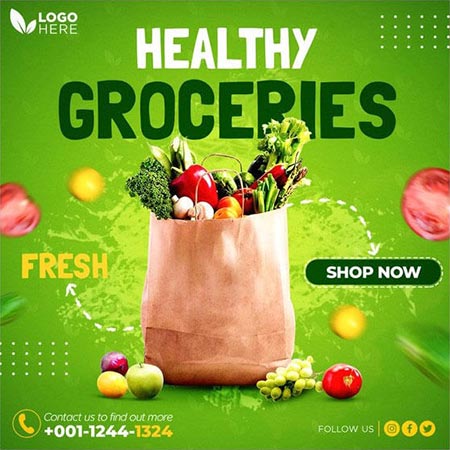 LOGO
HERE
HEALTHY
GROCERIES
FRESH
SHOP NOW
Contact us to find out more
+001-1244-1324
FOLLOW US